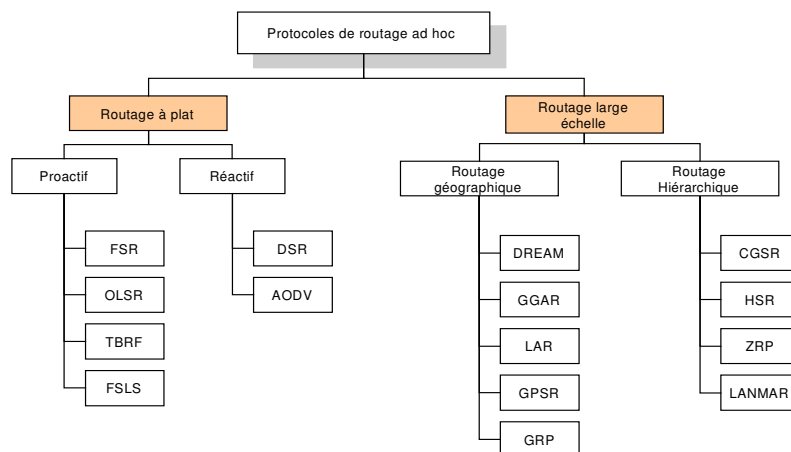 Protocoles de routage ad hoc
Routage à plat
Routage large
échelle
Proactif
Réactif
Routage
géographique
Routage
Hiérarchique
FSR
OLSR
TBRF
FSLS
DSR
AODV
DREAM
GGAR
LAR
GPSR
GRP
CGSR
HSR
ZRP
LANMAR